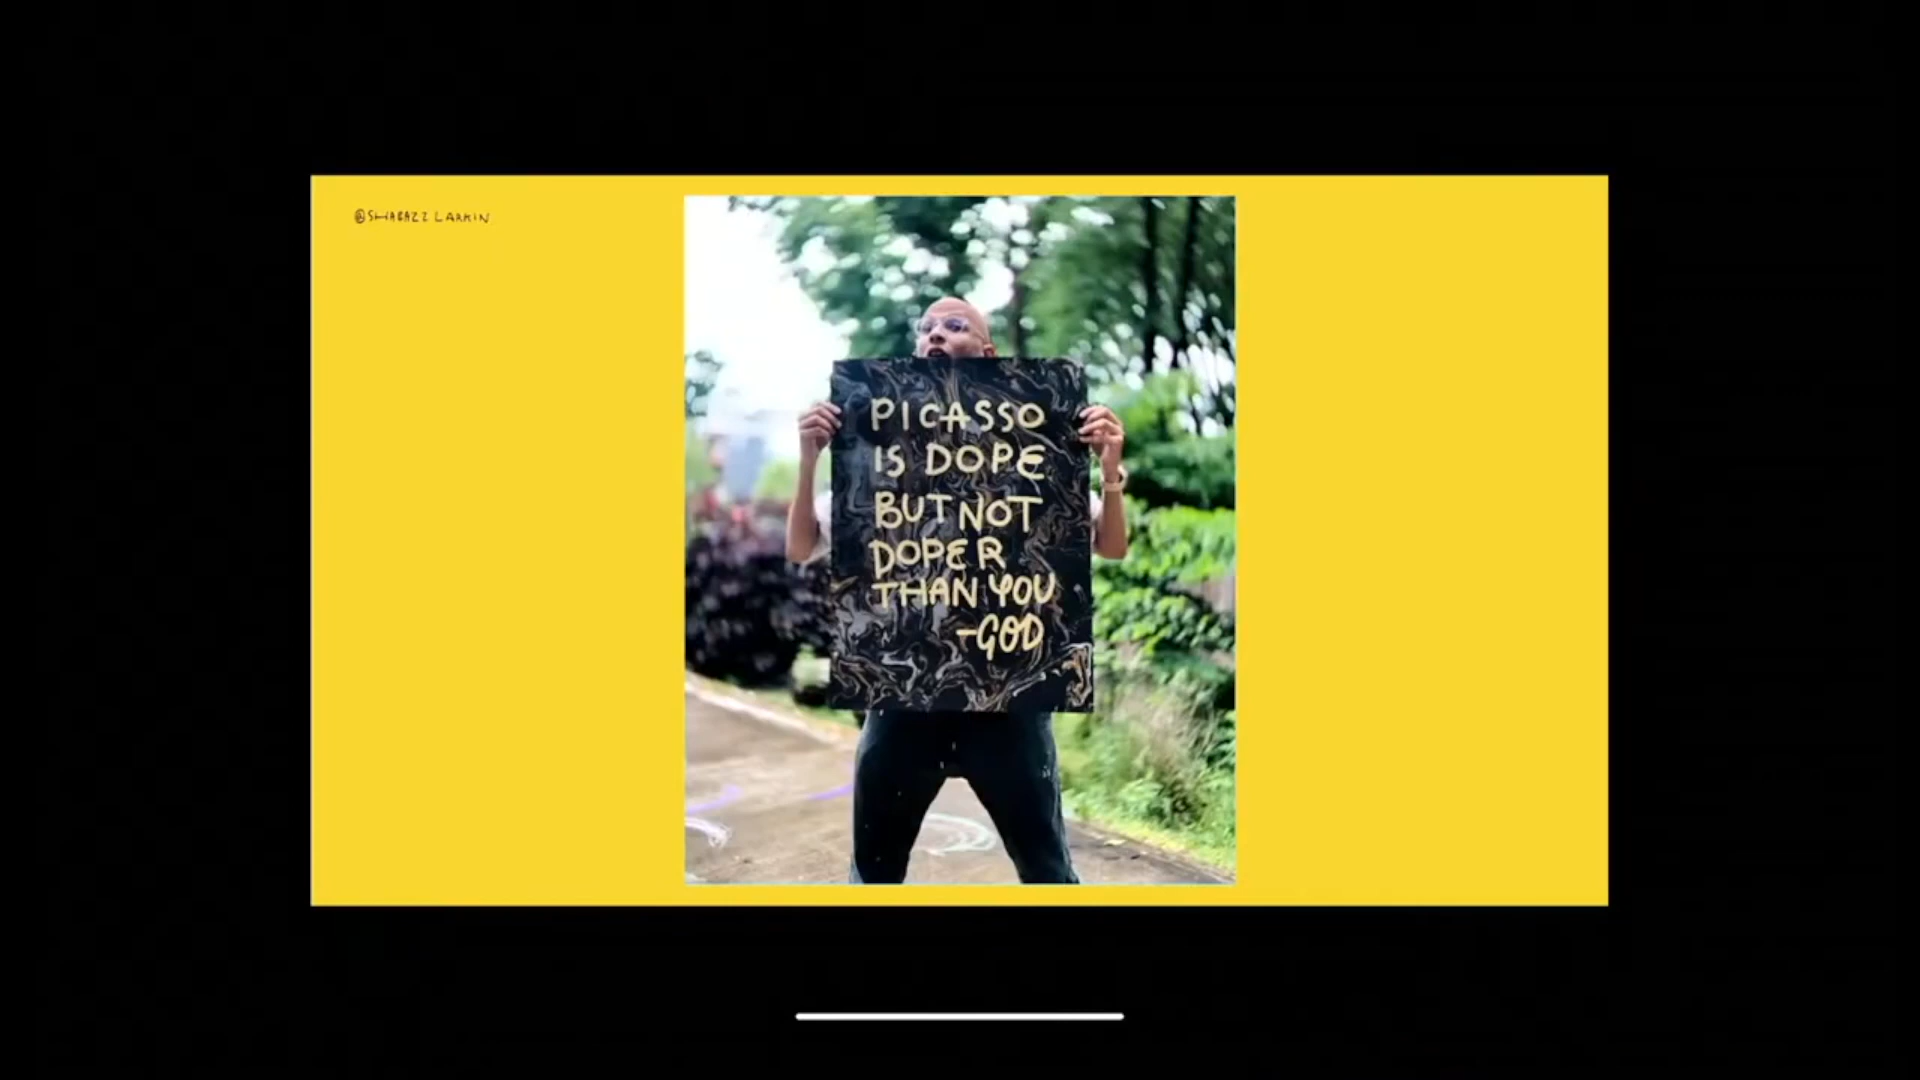 @SHABAZZ LARKIN
PICASSO
IS DOPE
BUT NOT
DOPER
THAN YOU
-GOD